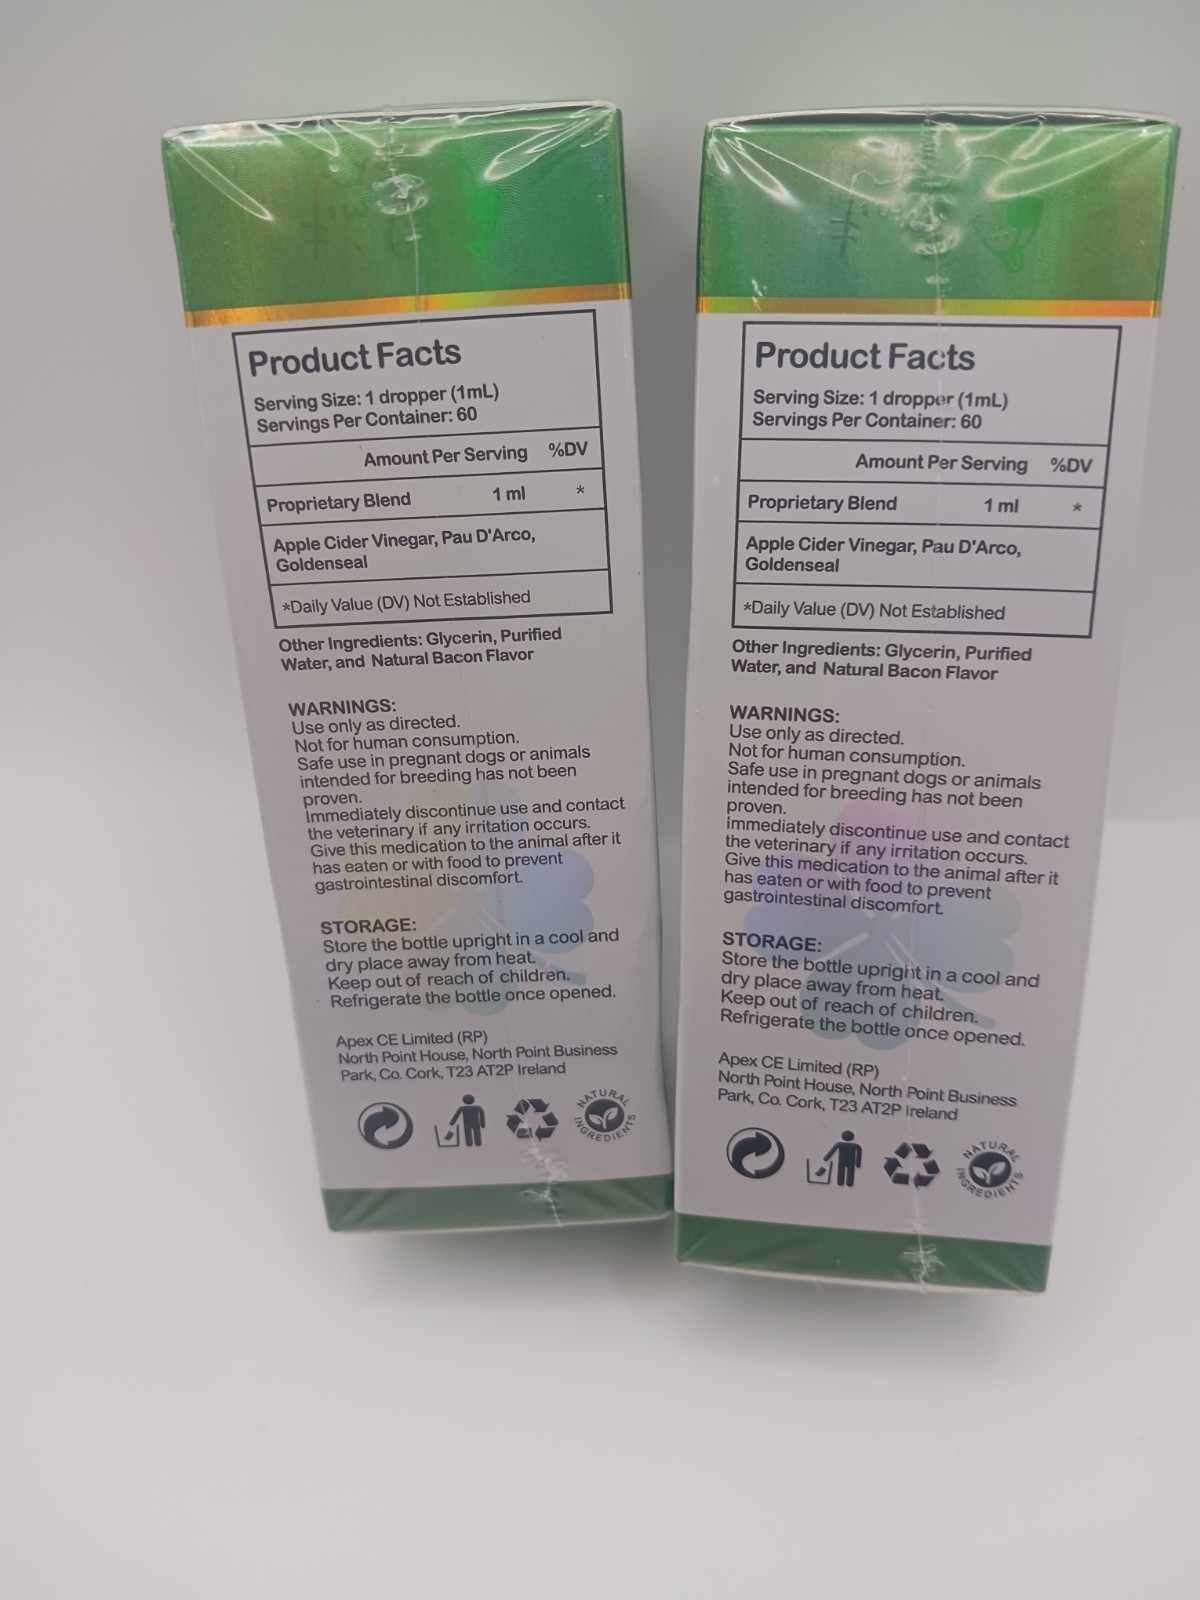 Product Facts
Serving Size: 1 dropper (1mL)
Servings Per Container: 60
Amount Per Serving %DV
Proprietary Blend 1 ml *
Apple Cider Vinegar, Pau D'Arco,
Goldenseal
*Daily Value (DV) Not Established
Other Ingredients: Glycerin, Purified
Water, and Natural Bacon Flavor
WARNINGS:
Use only as directed.
Not for human consumption.
Safe use in pregnant dogs or animals
intended for breeding has not been
proven.
Immediately discontinue use and contact
the veterinary if any irritation occurs.
Give this medication to the animal after it
has eaten or with food to prevent
gastrointestinal discomfort.
STORAGE:
Store the bottle upright in a cool and
dry place away from heat.
Keep out of reach of children.
Refrigerate the bottle once opened.
Apex CE Limited (RP)
North Point House, North Point Business
Park, Co. Cork, T23 AT2P Ireland
NATURAL
INGREDIENTS
Product Facts
Serving Size: 1 dropper (1mL)
Servings Per Container: 60
Amount Per Serving %DV
Proprietary Blend 1 ml *
Apple Cider Vinegar, Pau D'Arco,
Goldenseal
*Daily Value (DV) Not Established
Other Ingredients: Glycerin, Purified
Water, and Natural Bacon Flavor
WARNINGS:
Use only as directed.
Not for human consumption.
Safe use in pregnant dogs or animals
intended for breeding has not been
proven.
Immediately discontinue use and contact
the veterinary if any irritation occurs.
Give this medication to the animal after it
has eaten or with food to prevent
gastrointestinal discomfort.
STORAGE:
Store the bottle upright in a cool and
dry place away from heat.
Keep out of reach of children.
Refrigerate the bottle once opened.
Apex CE Limited (RP)
North Point House, North Point Business
Park, Co. Cork, T23 AT2P Ireland
NATURAL
INGREDIENTS